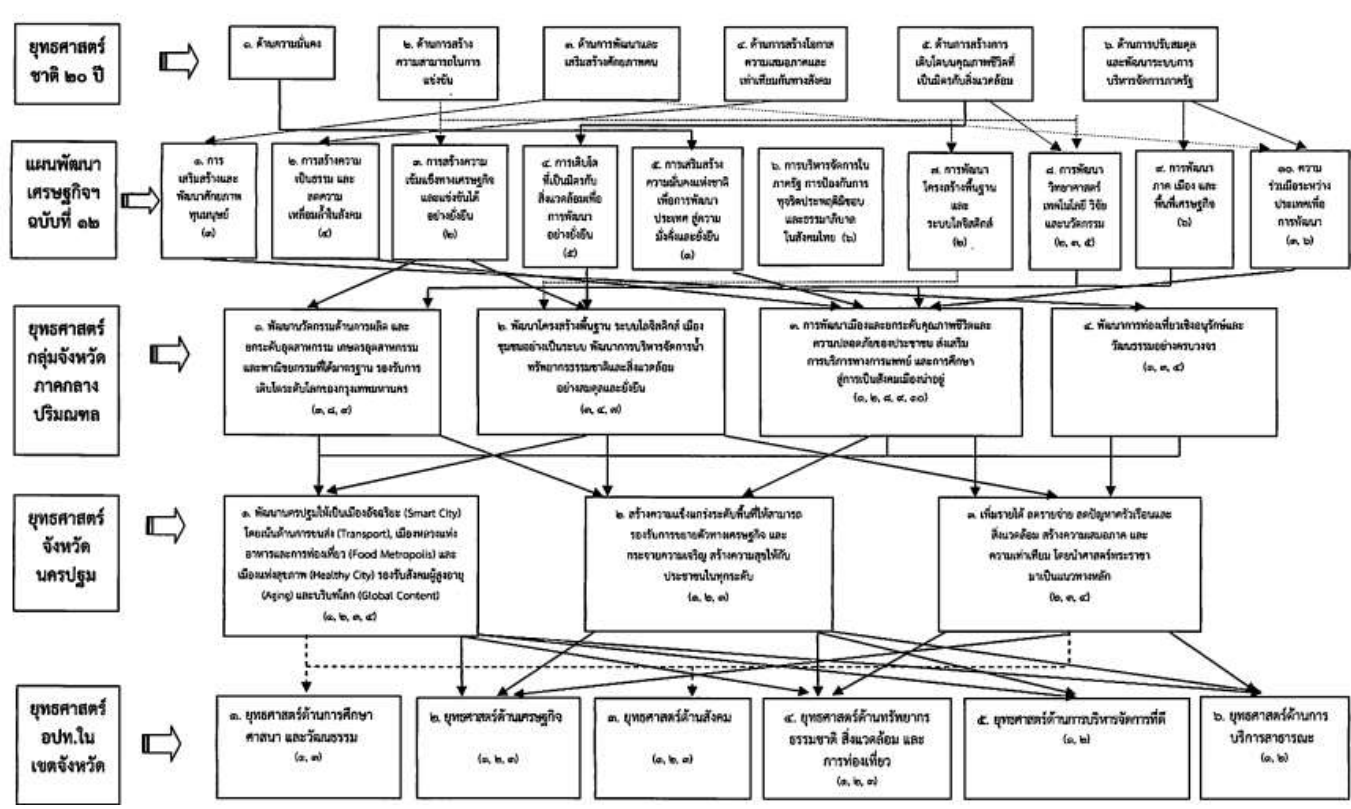 ยุทธศาสตร์
ชาติ ๒๐ ปี
๑. ด้านความมั่นคง
๒. ด้านการสร้าง
ความสามารถในการ
แข่งขัน
๓. ด้านการพัฒนาและ
เสริมสร้างศักยภาพคน
๔. ด้านการสร้างโอกาส
ความเสมอภาคและ
เท่าเทียมกันทางสังคม
๕. ด้านการสร้างการ
เติบโตบนคุณภาพชีวิตที่
เป็นมิตรกับสิ่งแวดล้อม
๖. ด้านการปรับสมดุล
และพัฒนาระบบการ
บริหารจัดการภาครัฐ
แผนพัฒนา
เศรษฐกิจฯ
ฉบับที่ ๑๒
๑. การ
เสริมสร้างและ
พัฒนาศักยภาพ
ทุนมนุษย์
(๓)
๒. การสร้างความ
เป็นธรรม และ
ลดความ
เหลื่อมล้ำในสังคม
(๔)
๓. การสร้างความ
เข้มแข็งทางเศรษฐกิจ
และแข่งขันได้
อย่างยั่งยืน
(๒)
๔. การเติบโต
ที่เป็นมิตรกับ
สิ่งแวดล้อมเพื่อ
การพัฒนา
อย่างยั่งยืน
(๕)
๕. การเสริมสร้าง
ความมั่นคงแห่งชาติ
เพื่อการพัฒนา
ประเทศ สู่ความ
มั่งคั่งและยั่งยืน
(๑)
๖. การบริหารจัดการใน
ภาครัฐ การป้องกันการ
ทุจริตประพฤติมิชอบ
และธรรมาภิบาล
ในสังคมไทย (๖)
๗. การพัฒนา
โครงสร้างพื้นฐาน
และ
ระบบโลจิสติกส์
(๒)
๘. การพัฒนา
วิทยาศาสตร์
เทคโนโลยี วิจัย
และนวัตกรรม
(๒, ๓, ๕)
๙. การพัฒนา
ภาค เมือง และ
พื้นที่เศรษฐกิจ
(๖)
๑๐. ความ
ร่วมมือระหว่าง
ประเทศเพื่อ
การพัฒนา
(๓, ๖)
ยุทธศาสตร์
กลุ่มจังหวัด
ภาคกลาง
ปริมณฑล
๑. พัฒนานวัตกรรมด้านการผลิต และ
ยกระดับอุตสาหกรรม เกษตรอุตสาหกรรม
และพาณิชยกรรมที่ได้มาตรฐาน รองรับการ
เติบโตระดับโลกของกรุงเทพมหานคร
(๓, ๘, ๙)
๒. พัฒนาโครงสร้างพื้นฐาน ระบบโลจิสติกส์ เมือง
ชุมชนอย่างเป็นระบบ พัฒนาการบริหารจัดการน้ำ
ทรัพยากรธรรมชาติและสิ่งแวดล้อม
อย่างสมดุลและยั่งยืน
(๓, ๔, ๗)
๓. การพัฒนาเมืองและยกระดับคุณภาพชีวิตและ
ความปลอดภัยของประชาชน ส่งเสริม
การบริการทางการแพทย์ และการศึกษา
สู่การเป็นสังคมเมืองน่าอยู่
(๑, ๒, ๘, ๙, ๑๐)
๔. พัฒนาการท่องเที่ยวเชิงอนุรักษ์และ
วัฒนธรรมอย่างครบวงจร
(๑, ๓, ๔)
ยุทธศาสตร์
จังหวัด
นครปฐม
๑. พัฒนานครปฐมให้เป็นเมืองอัจฉริยะ (Smart City)
โดยเน้นด้านการขนส่ง (Transport), เมืองหลวงแห่ง
อาหารและการท่องเที่ยว (Food Metropolis) และ
เมืองแห่งสุขภาพ (Healthy City) รองรับสังคมผู้สูงอายุ
(Aging) และบริบทโลก (Global Content)
(๑, ๒, ๓, ๔)
๒. สร้างความแข็งแกร่งระดับพื้นที่ให้สามารถ
รองรับการขยายตัวทางเศรษฐกิจ และ
กระจายความเจริญ สร้างความสุขให้กับ
ประชาชนในทุกระดับ
(๑, ๒, ๓)
๓. เพิ่มรายได้ ลดรายจ่าย ลดปัญหาครัวเรือนและ
สิ่งแวดล้อม สร้างความเสมอภาค และ
ความเท่าเทียม โดยนำศาสตร์พระราชา
มาเป็นแนวทางหลัก
(๒, ๓, ๔)
ยุทธศาสตร์
อปท.ใน
เขตจังหวัด
๑. ยุทธศาสตร์ด้านการศึกษา
ศาสนา และวัฒนธรรม
(๑, ๓)
๒. ยุทธศาสตร์ด้านเศรษฐกิจ
(๑, ๒, ๓)
๓. ยุทธศาสตร์ด้านสังคม
(๑, ๒, ๓)
๔. ยุทธศาสตร์ด้านทรัพยากร
ธรรมชาติ สิ่งแวดล้อม และ
การท่องเที่ยว
(๑, ๒, ๓)
๕. ยุทธศาสตร์ด้านการบริหารจัดการที่ดี
(๑, ๒)
๖. ยุทธศาสตร์ด้านการ
บริการสาธารณะ
(๑, ๒)